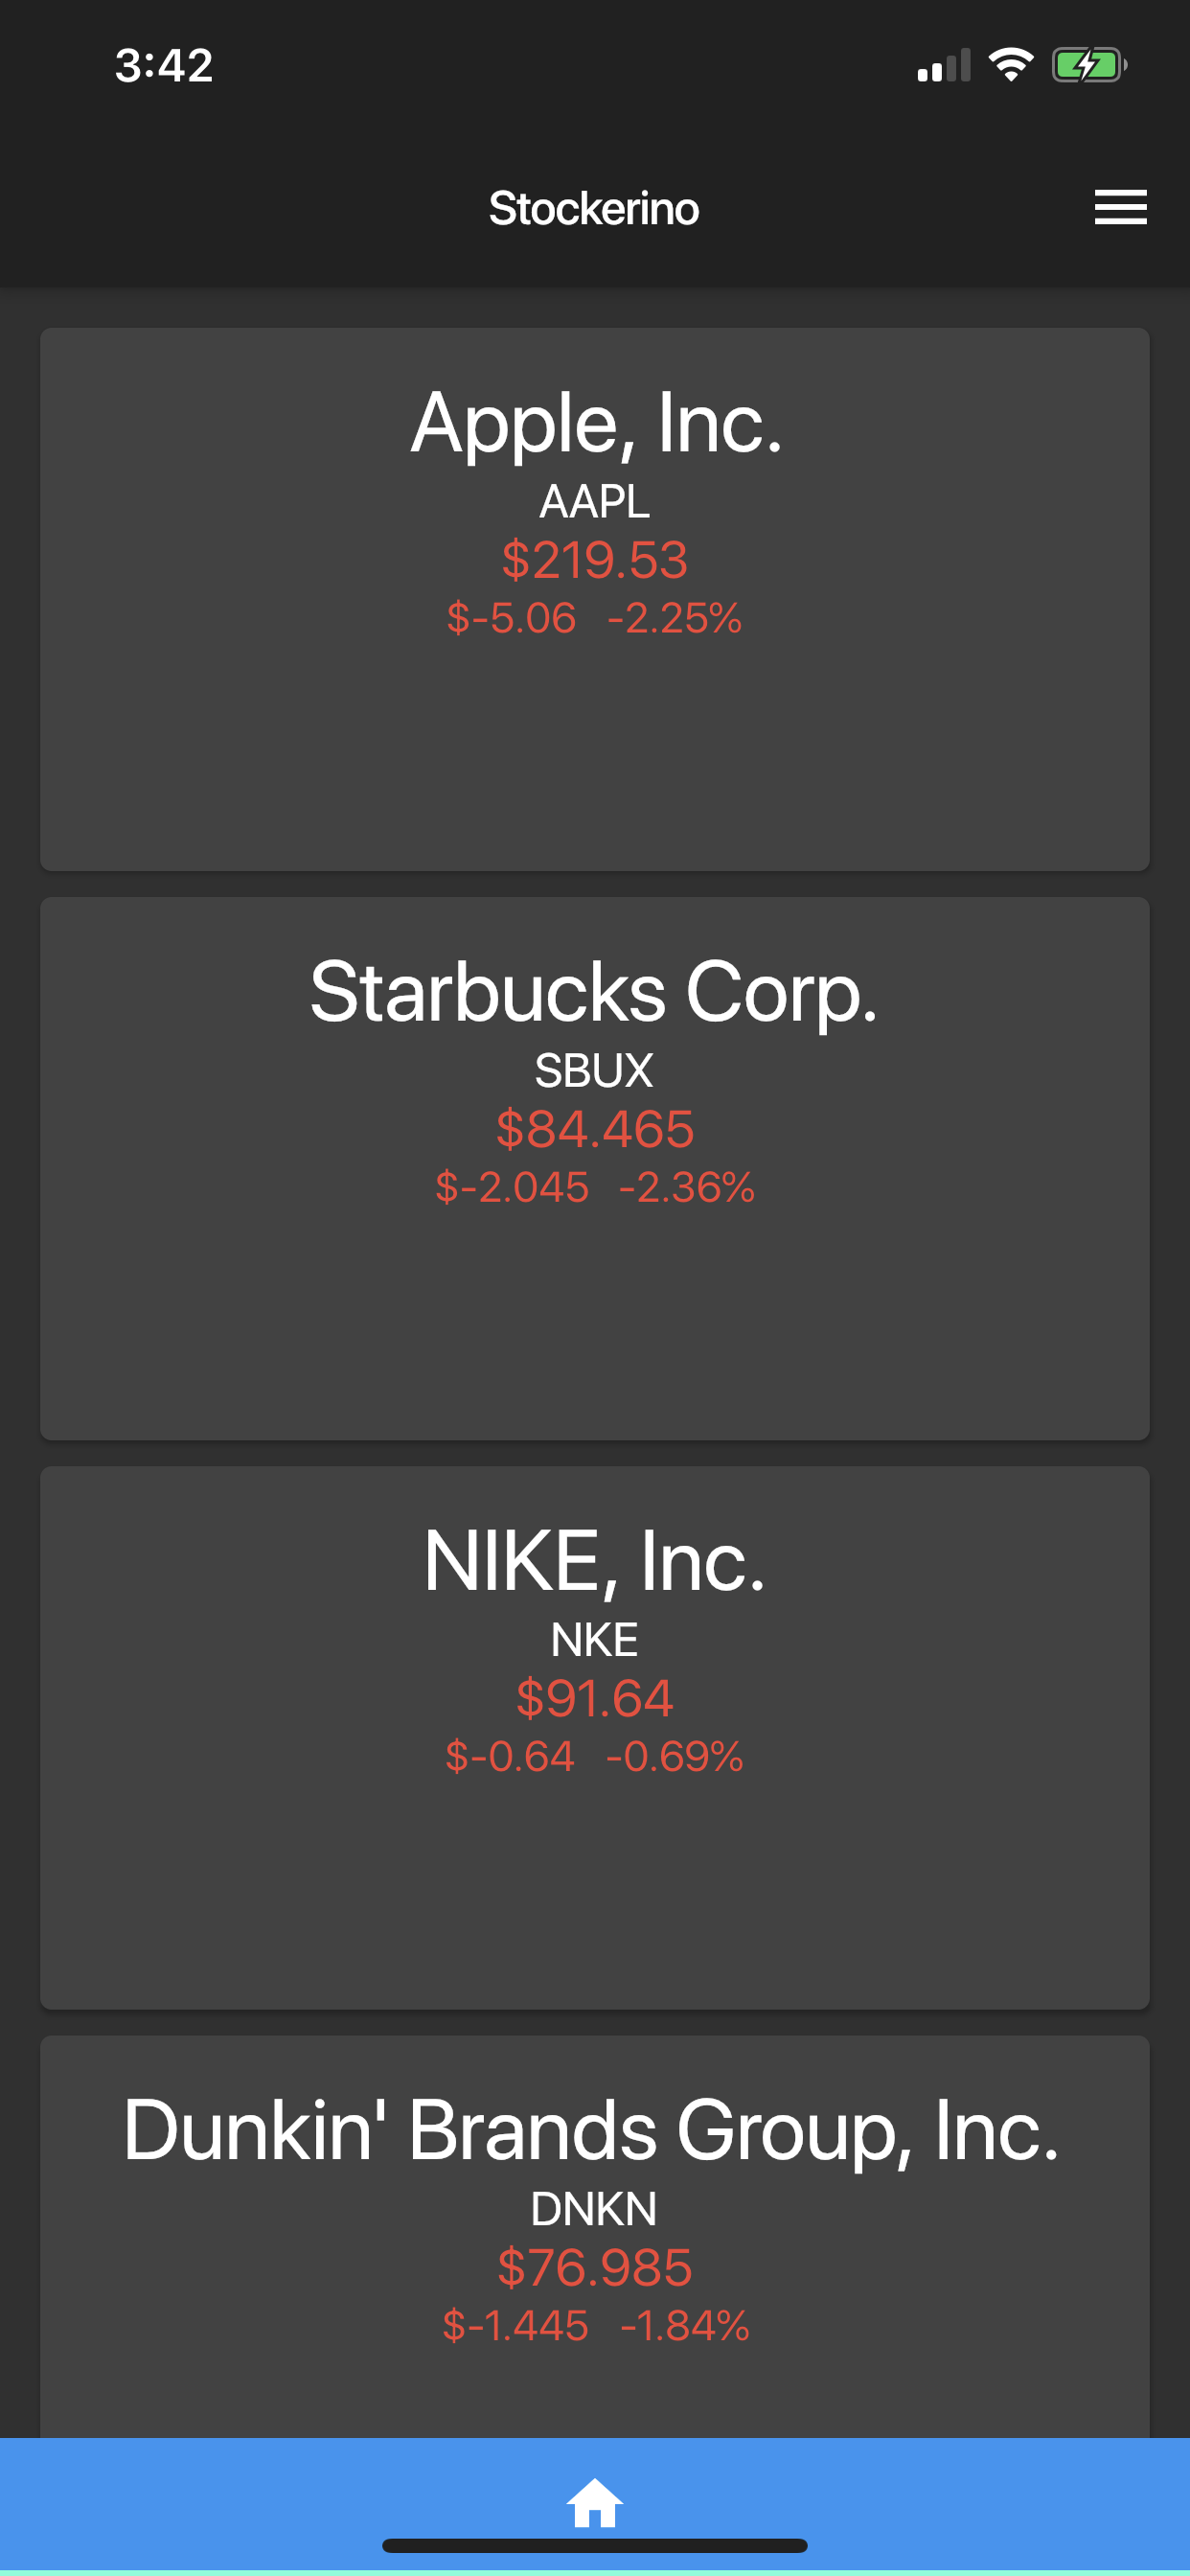 3:42
Stockerino
Apple, Inc.
AAPL
$219.53
$-5.06 -2.25%
Starbucks Corp.
SBUX
$84.465
$-2.045 -2.36%
NIKE, Inc.
NKE
$91.64
$-0.64 -0.69%
Dunkin' Brands Group, Inc.
DNKN
$76.985
$-1.445 -1.84%